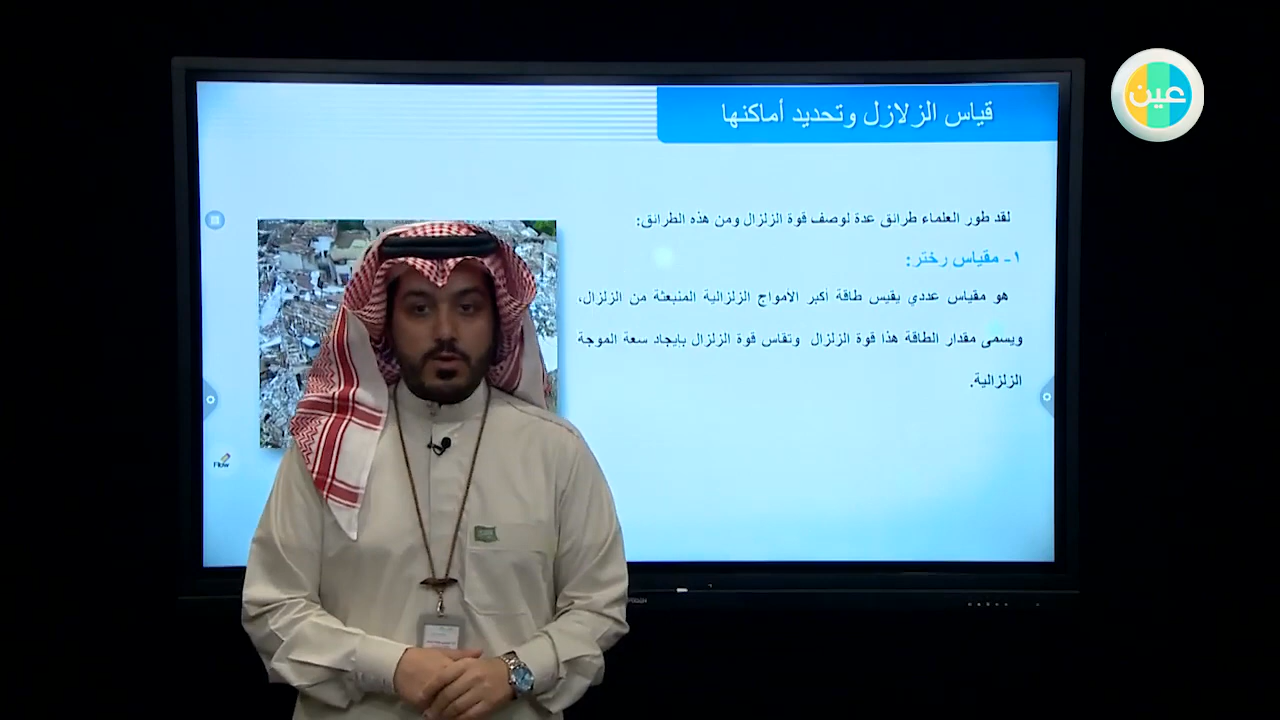 عين
قياس الزلازل وتحديد أماكنها
لقد طور العلماء طرائق عدة لوصف قوة الزلزال ومن هذه الطرائق:
١- مقياس رختر:
هو مقياس عددي يقيس طاقة أكبر الأمواج الزلزالية المنبعثة من الزلزال،
ويسمى مقدار الطاقة هذا قوة الزلزال وتقاس قوة الزلزال بايجاد سعة الموجة
الزلزالية.
Flow